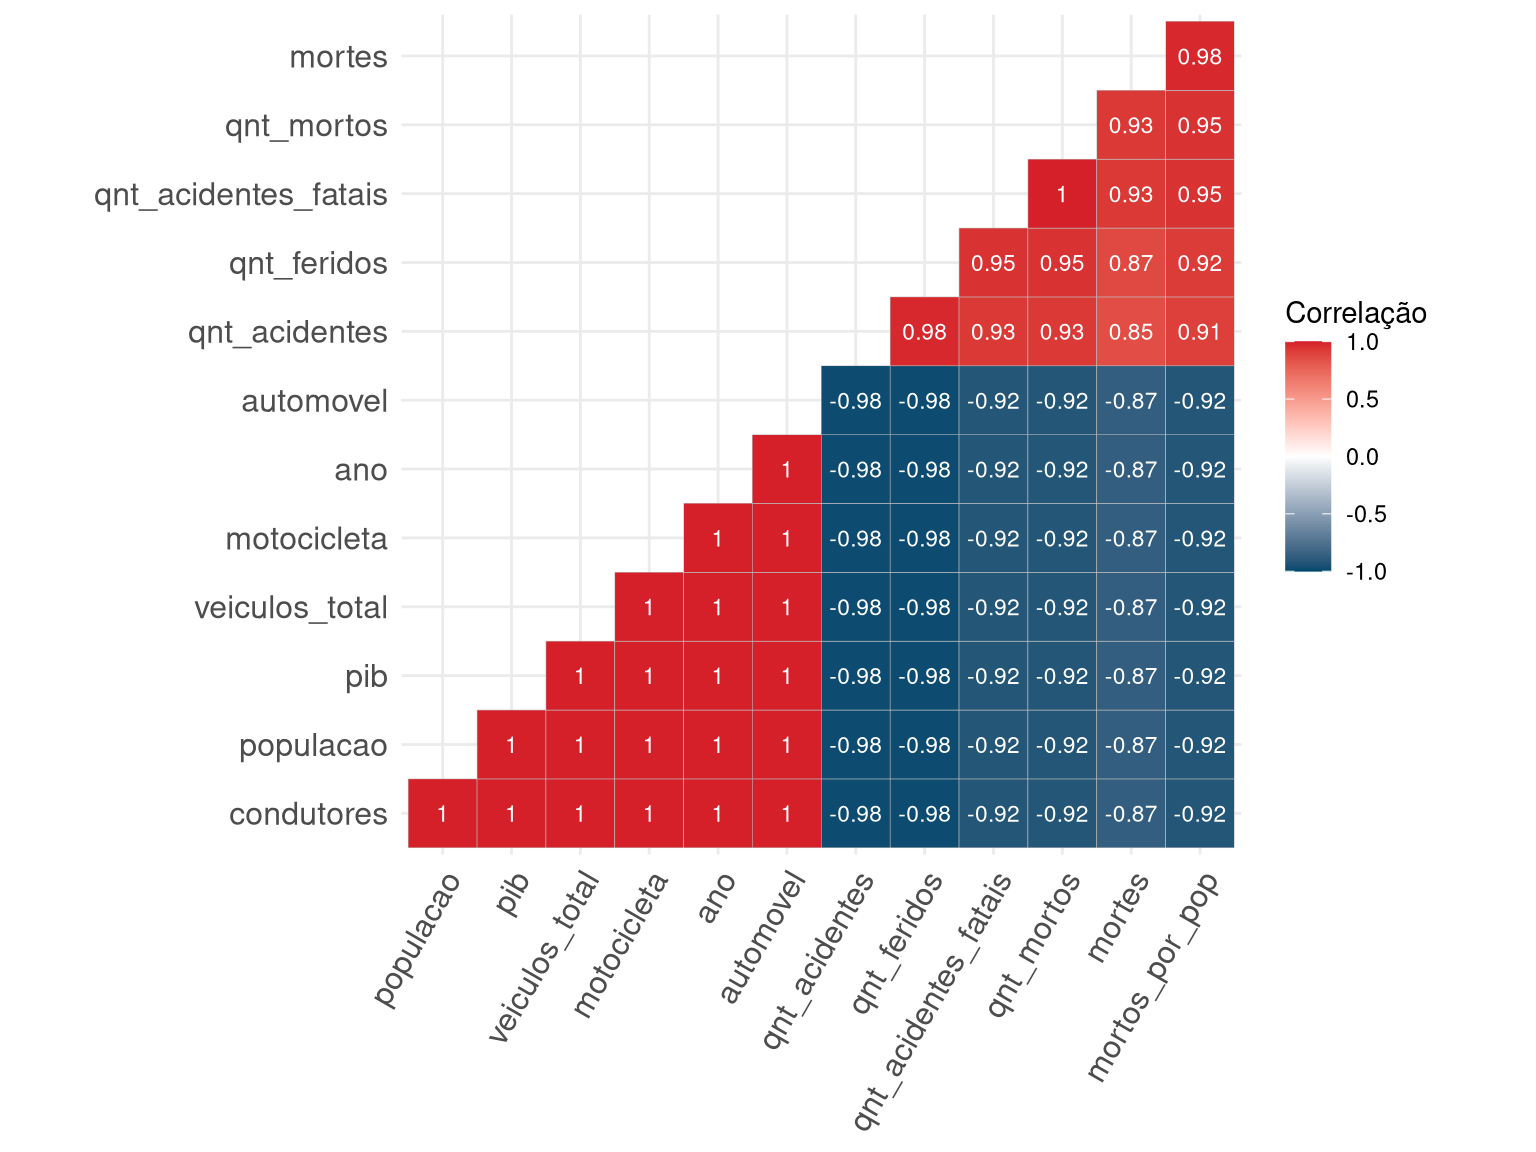 mortes 0.98
qnt_mortos 0.93 0.95
qnt_acidentes_fatais 1 0.93 0.95
qnt_feridos 0.95 0.95 0.87 0.92
qnt_acidentes 0.98 0.93 0.93 0.85 0.91
automovel -0.98 -0.98 -0.92 -0.92 -0.87 -0.92
ano 1 -0.98 -0.98 -0.92 -0.92 -0.87 -0.92
motocicleta 1 1 -0.98 -0.98 -0.92 -0.92 -0.87 -0.92
veiculos_total 1 1 1 -0.98 -0.98 -0.92 -0.92 -0.87 -0.92
pib 1 1 1 1 -0.98 -0.98 -0.92 -0.92 -0.87 -0.92
populacao 1 1 1 1 1 -0.98 -0.98 -0.92 -0.92 -0.87 -0.92
condutores 1 1 1 1 1 1 -0.98 -0.98 -0.92 -0.92 -0.87 -0.92
populacao
pib
veiculos_total
motocicleta
ano
automovel
qnt_acidentes
qnt_feridos
qnt_acidentes_fatais
qnt_mortos
mortes
mortos_por_pop
Correlação
1.0
0.5
0.0
-0.5
-1.0